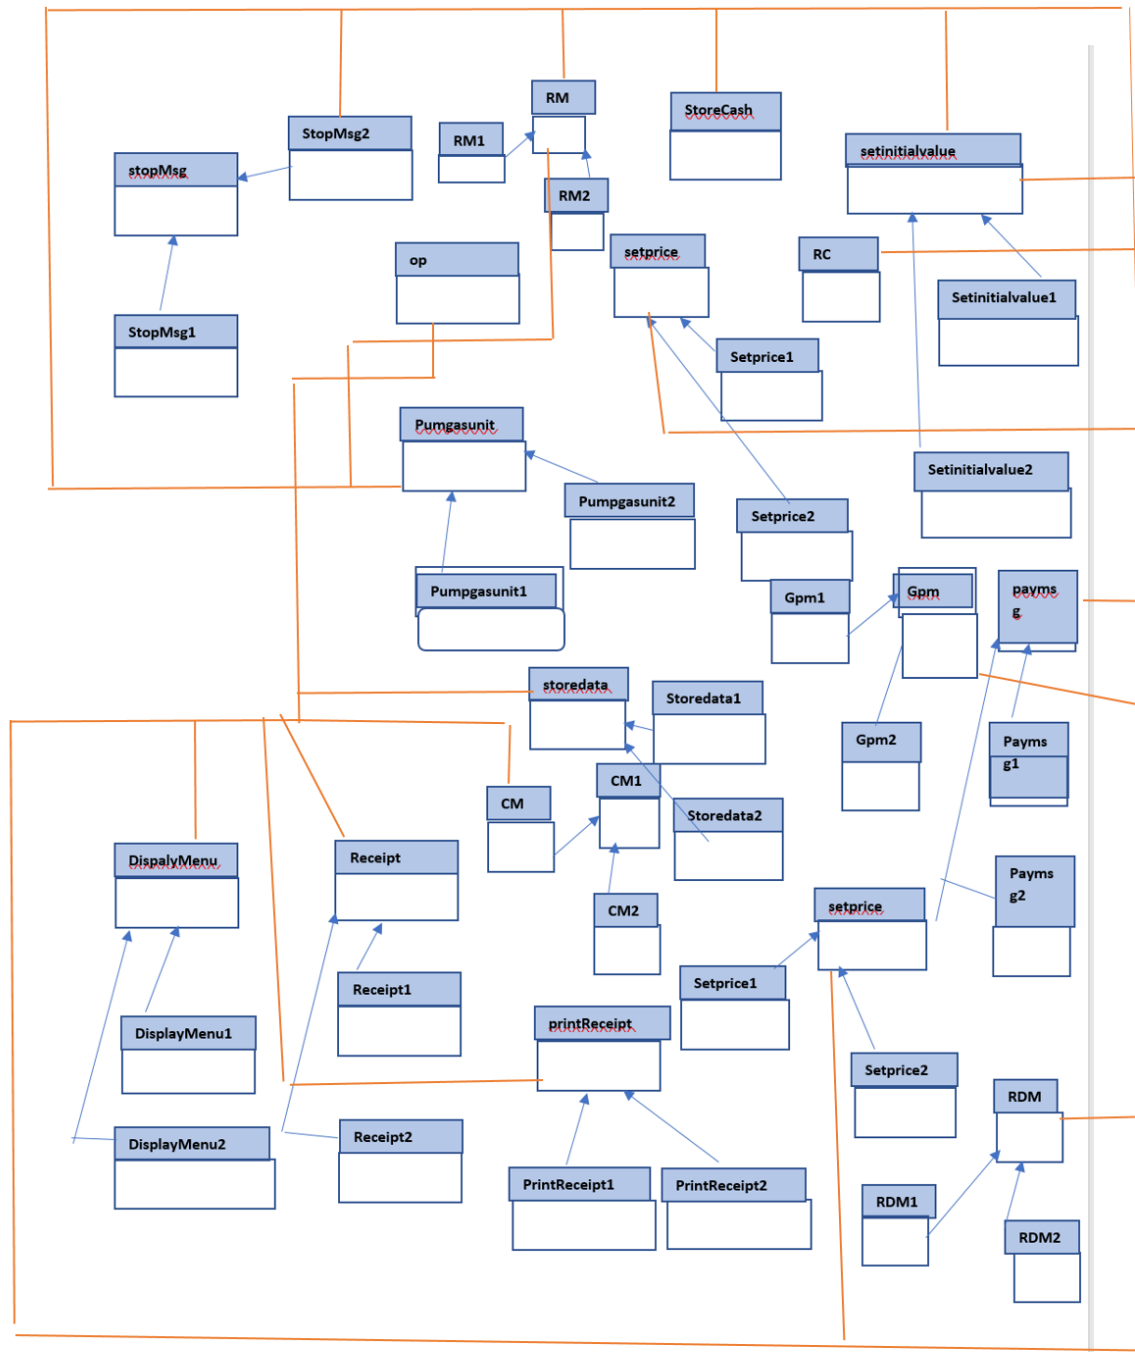 RM
StoreCash
StopMsg2
RM1
setinitialvalue
stopMsg
RM2
setprice
RC
op
Setinitialvalue1
StopMsg1
Setprice1
Pumgasunit
Setinitialvalue2
Pumpgasunit2
Setprice2
Pumpgasunit1
Gpm1
Gpm
payms
g
storedata
Storedata1
Gpm2
Payms
g1
CM1
CM
Storedata2
DispalyMenu
Receipt
Payms
g2
CM2
setprice
Receipt1
Setprice1
DisplayMenu1
printReceipt
Setprice2
RDM
DisplayMenu2
Receipt2
PrintReceipt1
PrintReceipt2
RDM1
RDM2